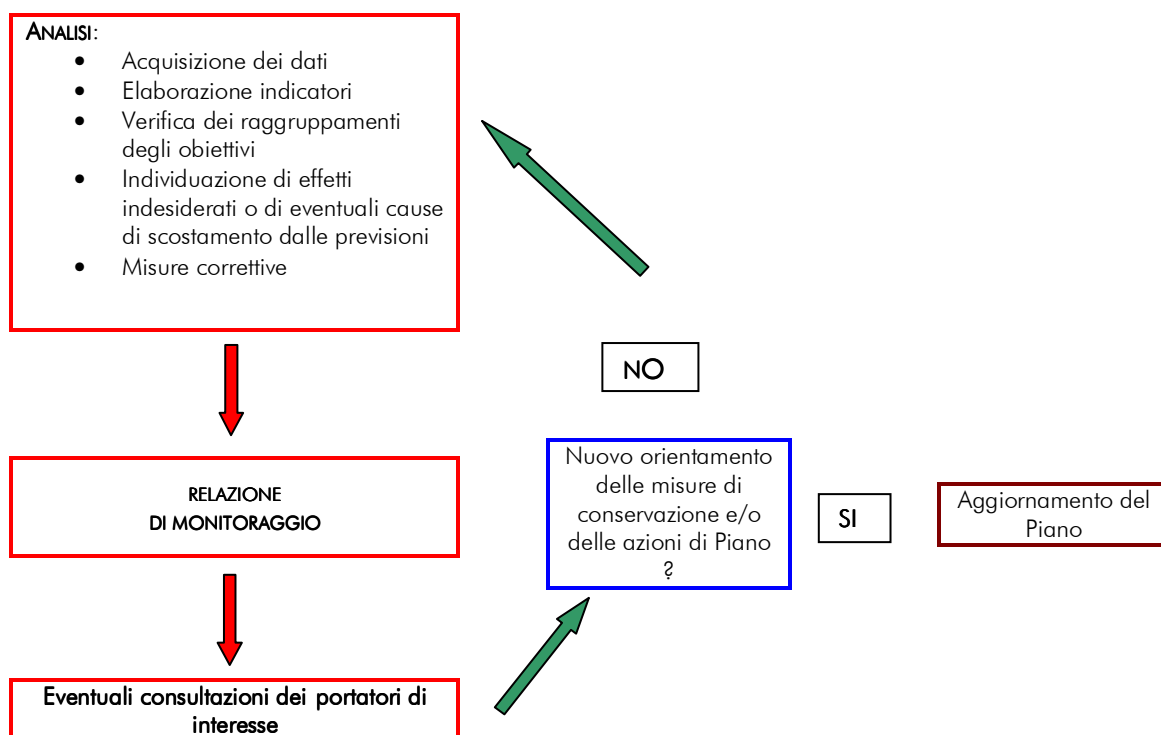 ANALISI:
• Acquisizione dei dati
• Elaborazione indicatori
• Verifica dei raggruppamenti
degli obiettivi
• Individuazione di effetti
indesiderati o di eventuali cause
di scostamento dalle previsioni
• Misure correttive
NO
RELAZIONE
DI MONITORAGGIO
Nuovo orientamento
delle misure di
conservazione e/o
delle azioni di Piano
?
SI
Aggiornamento del
Piano
Eventuali consultazioni dei portatori di
interesse